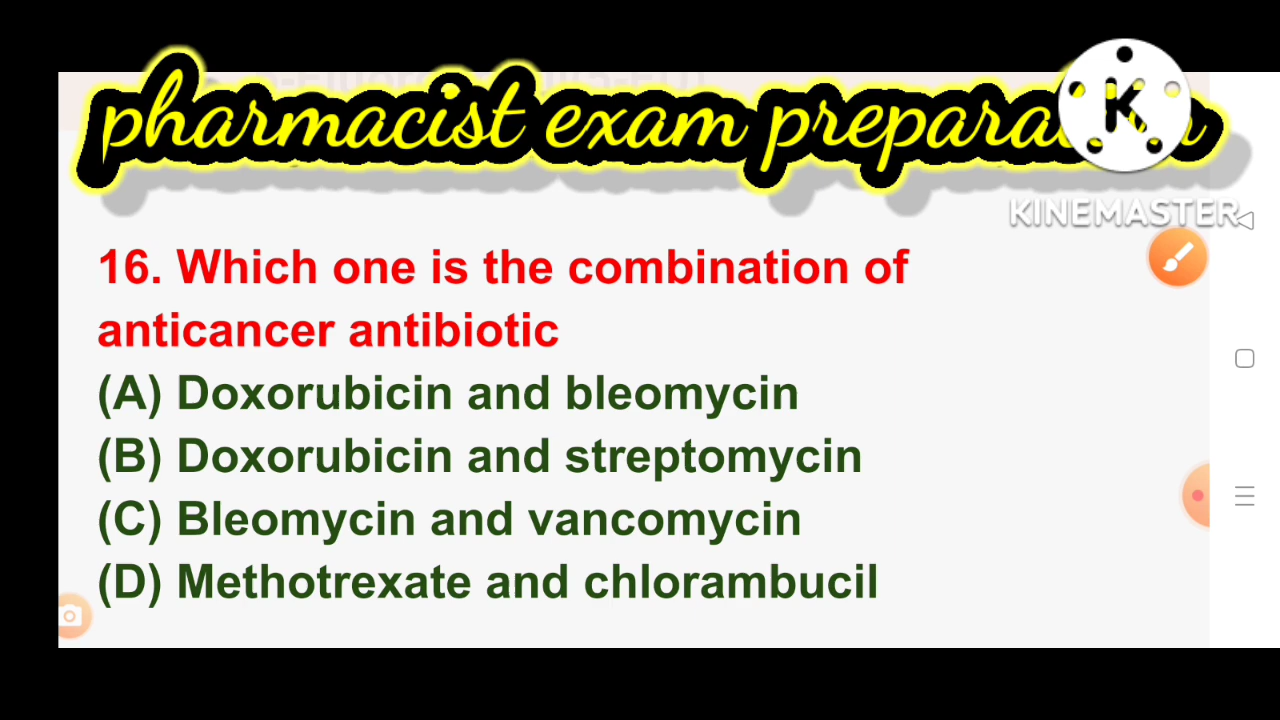 pharmacist exam
K
KINEMASTER
16. Which one is the combination of
anticancer antibiotic
(A) Doxorubicin and bleomycin
(B) Doxorubicin and streptomycin
(C) Bleomycin and vancomycin
(D) Methotrexate and chlorambucil